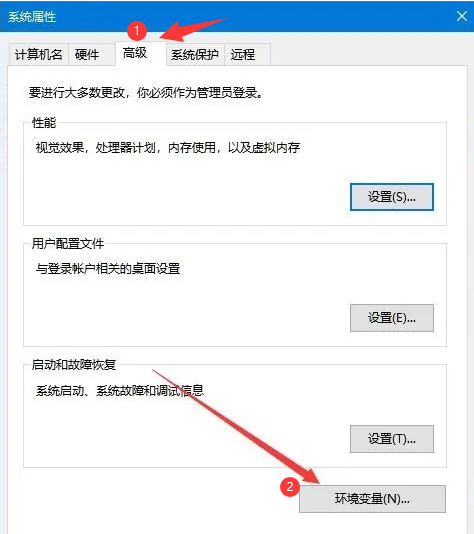 系统属性
1
计算机名 硬件 高级 系统保护 远程
要进行大多数更改，你必须作为管理员登录。
性能
视觉效果，处理器计划，内存使用，以及虚拟内存
设置(S)...
用户配置文件
与登录帐户相关的桌面设置
设置(E)...
启动和故障恢复
系统启动、系统故障和调试信息
设置(T)...
2
环境变量(N)...